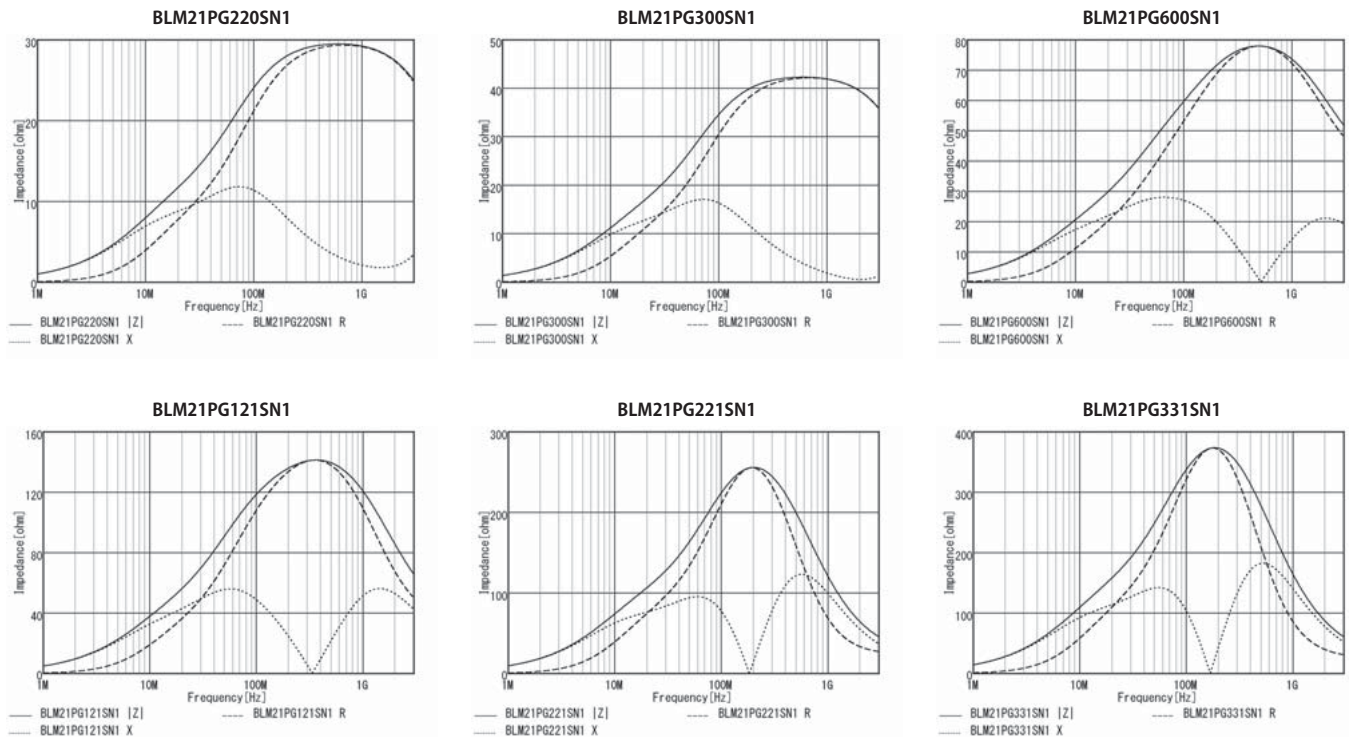 BLM21PG220SN1
30
20
10
0
Impedance[ohm]
1M 10M 100M 1G
Frequency[Hz]
BLM21PG220SN1 |Z| BLM21PG220SN1 R
BLM21PG220SN1 X
BLM21PG300SN1
50
40
30
20
10
0
Impedance[ohm]
1M 10M 100M 1G
Frequency[Hz]
BLM21PG300SN1 |Z| BLM21PG300SN1 R
BLM21PG300SN1 X
BLM21PG600SN1
80
70
60
50
40
30
20
10
0
Impedance[ohm]
1M 10M 100M 1G
Frequency[Hz]
BLM21PG600SN1 |Z| BLM21PG600SN1 R
BLM21PG600SN1 X
BLM21PG121SN1
160
120
80
40
0
Impedance[ohm]
1M 10M 100M 1G
Frequency[Hz]
BLM21PG121SN1 |Z| BLM21PG121SN1 R
BLM21PG121SN1 X
BLM21PG221SN1
300
200
100
0
Impedance[ohm]
1M 10M 100M 1G
Frequency[Hz]
BLM21PG221SN1 |Z| BLM21PG221SN1 R
BLM21PG221SN1 X
BLM21PG331SN1
400
300
200
100
0
Impedance[ohm]
1M 10M 100M 1G
Frequency[Hz]
BLM21PG331SN1 |Z| BLM21PG331SN1 R
BLM21PG331SN1 X